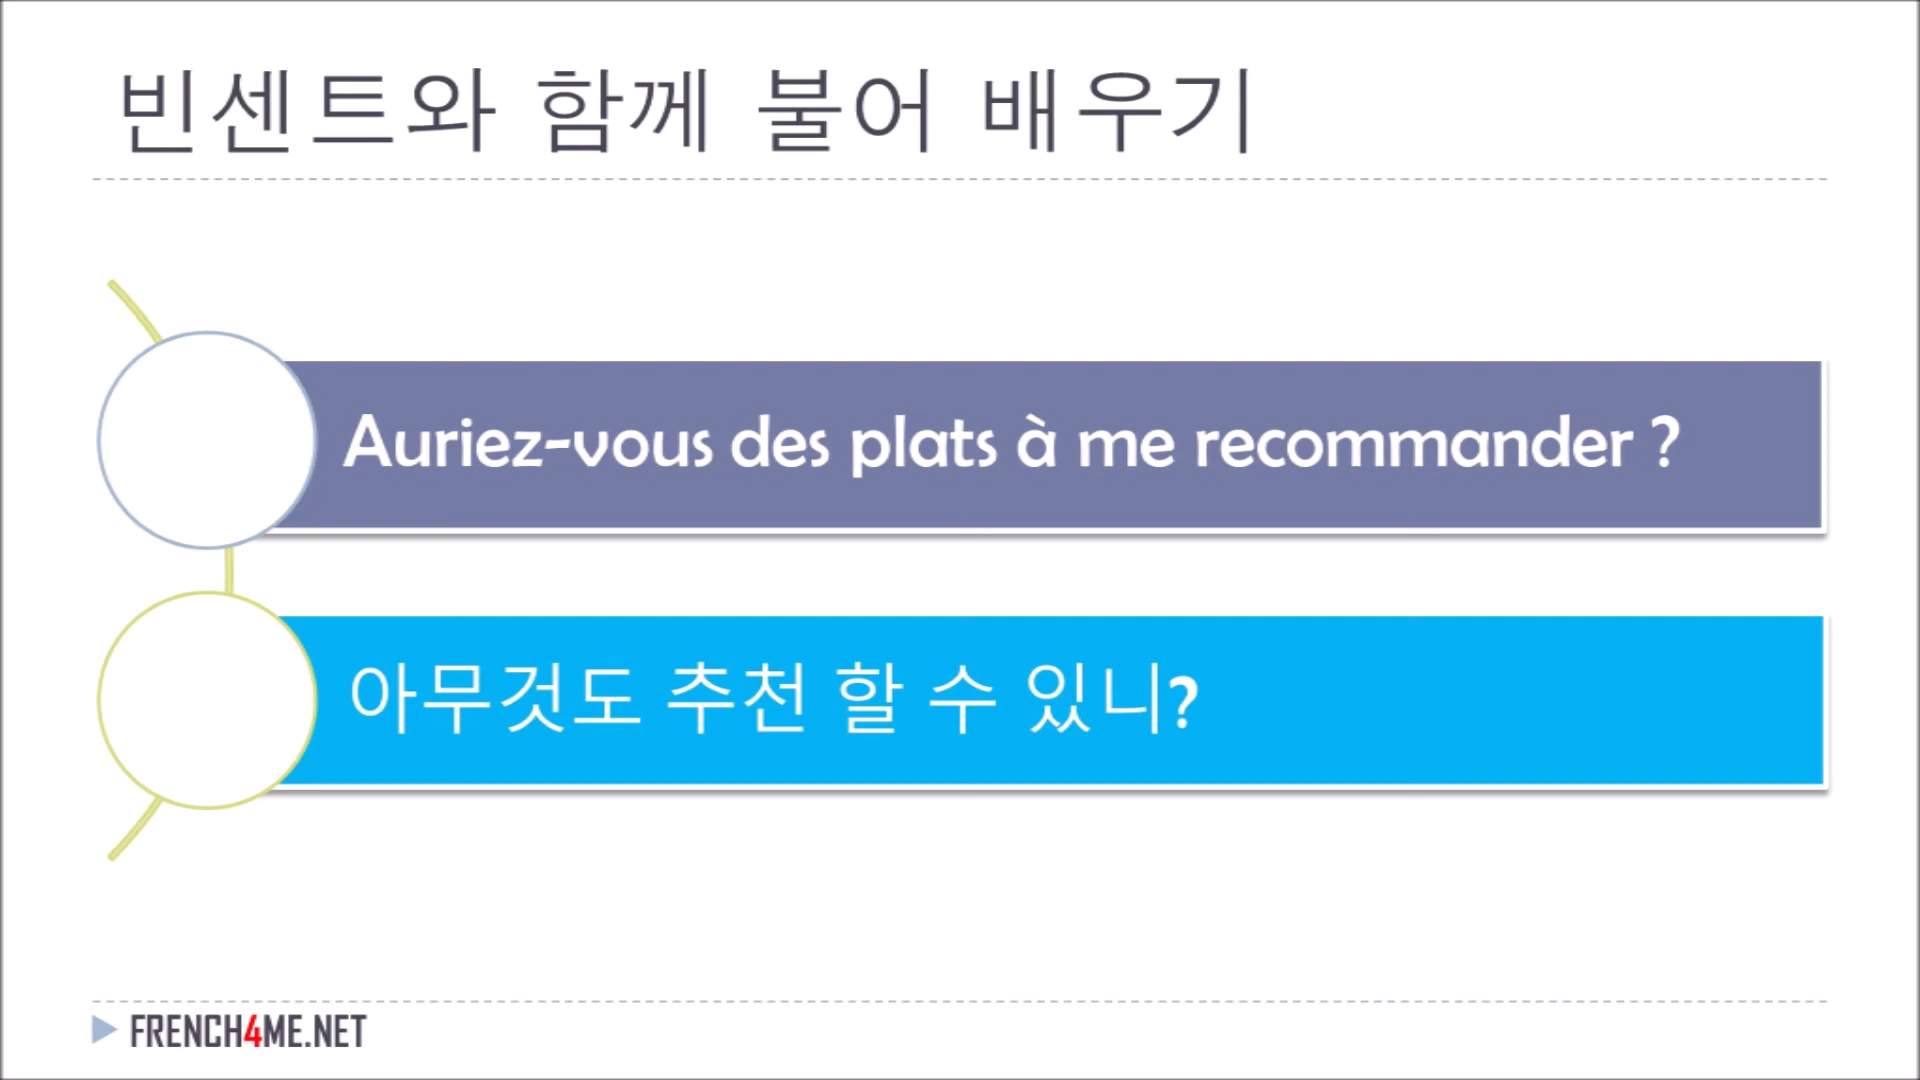 빈센트와 함께 불어 배우기
Auriez-vous des plats à me recommander ?
아무것도 추천 할 수 있니?
FRENCH4ME.NET